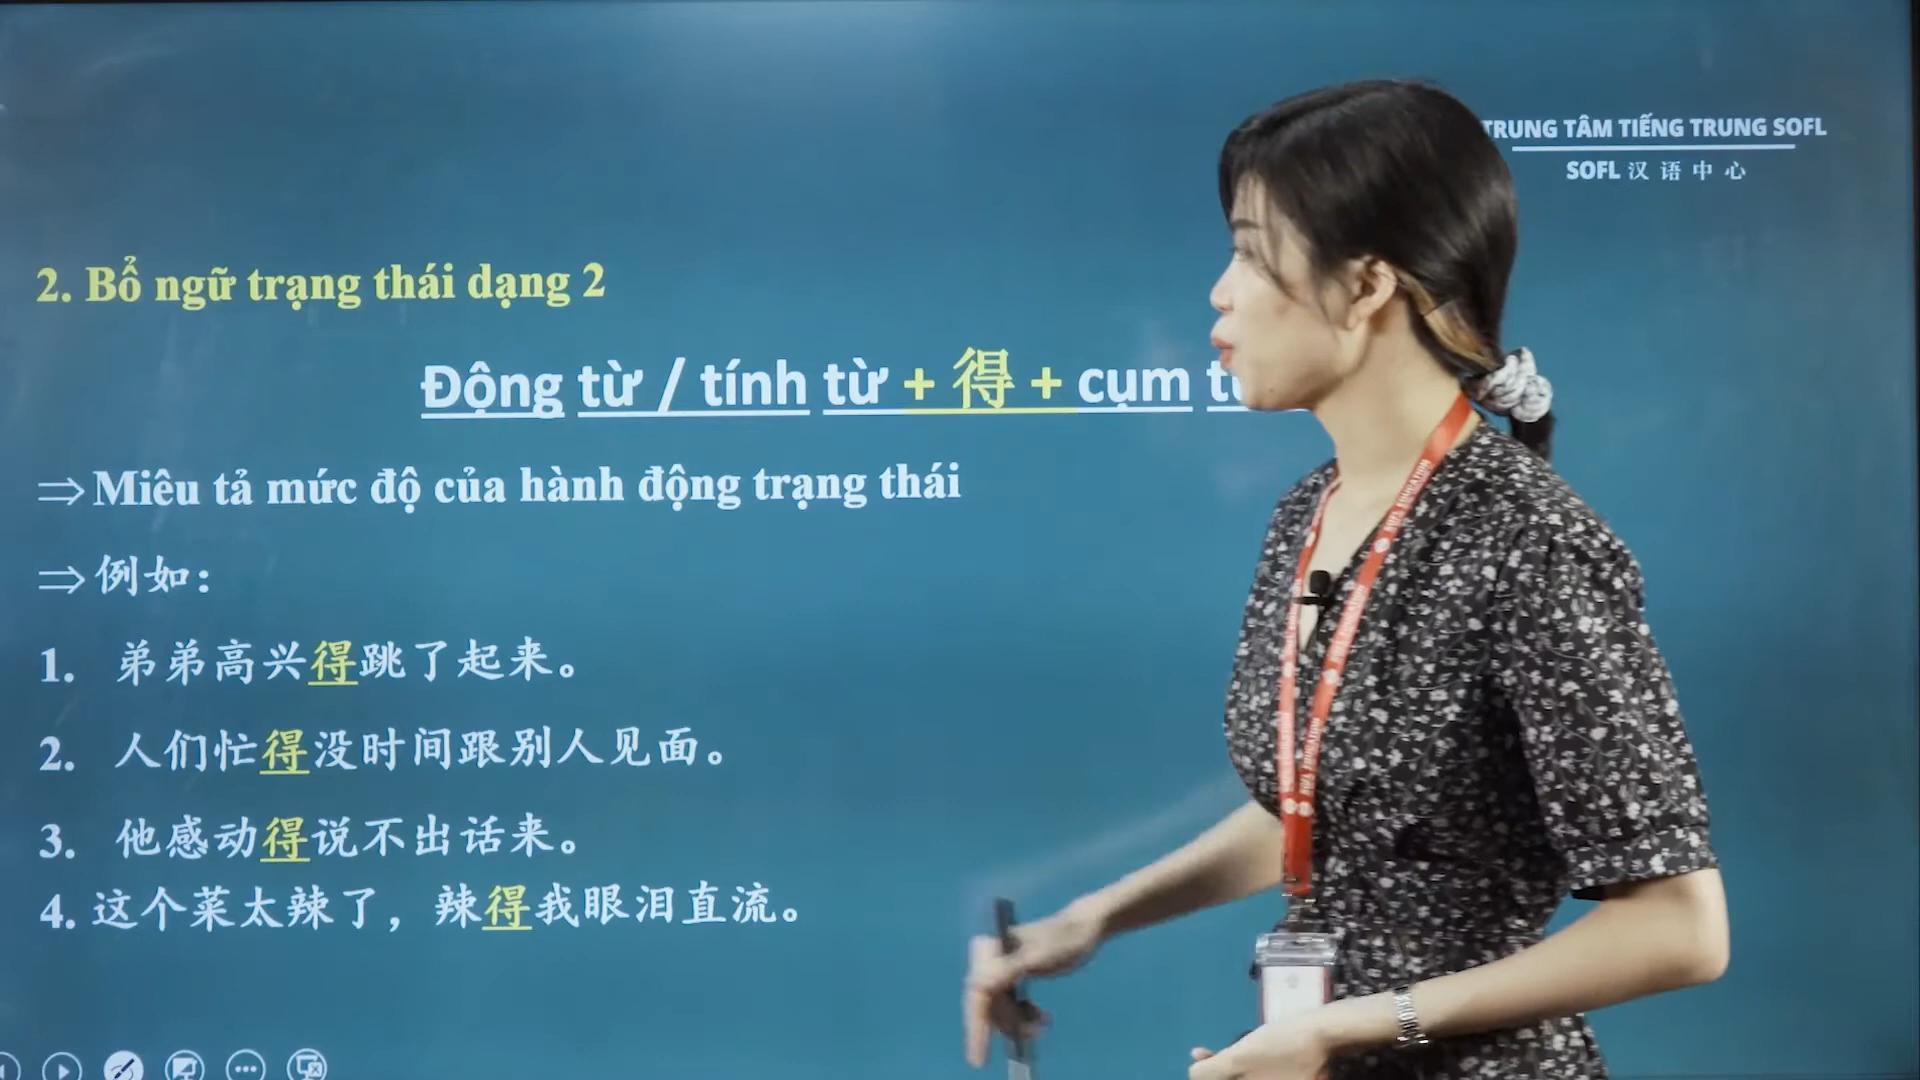 TRUNG TÂM TIẾNG TRUNG SOFL
SOFL 汉语中心
2. Bổ ngữ trạng thái dạng 2
Động từ / tính từ + 得 + cụm
⇒ Miêu tả mức độ của hành động trạng thái
⇒ 例如：
1. 弟弟高兴得跳了起来。
2. 人们忙得没时间跟别人见面。
3. 他感动得说不出话来。
4. 这个菜太辣了，辣得我眼泪直流。